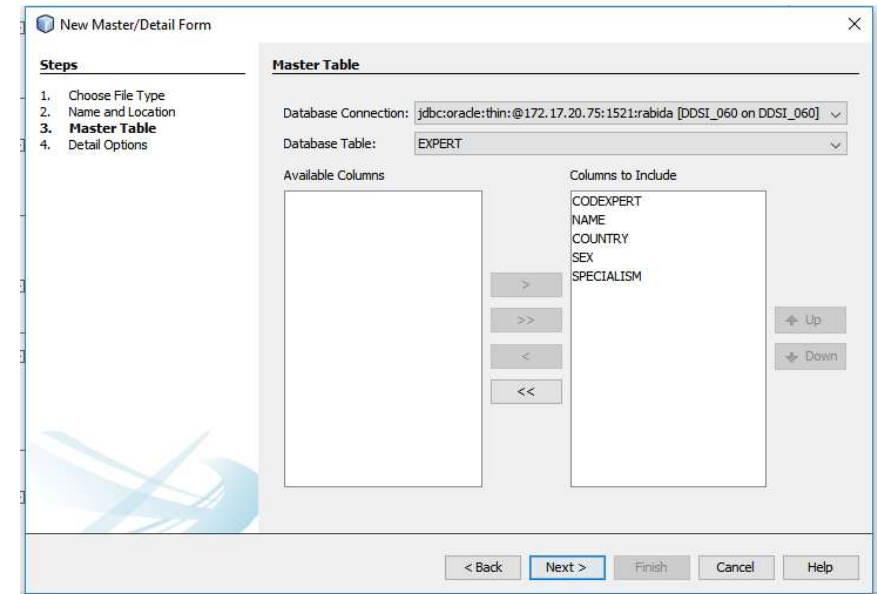 New Master/Detail Form
Steps
1. Choose File Type
2. Name and Location
3. Master Table
4. Detail Options
Master Table
Database Connection: jdbc:oracle:thin:@172.17.20.75:1521:rabida [DDSI_060 on DDSI_060]
Database Table: EXPERT
Available Columns
Columns to Include
CODEXPERT
NAME
COUNTRY
SEX
SPECIALISM
>
>>
<
<<
Up
Down
< Back Next > Finish Cancel Help